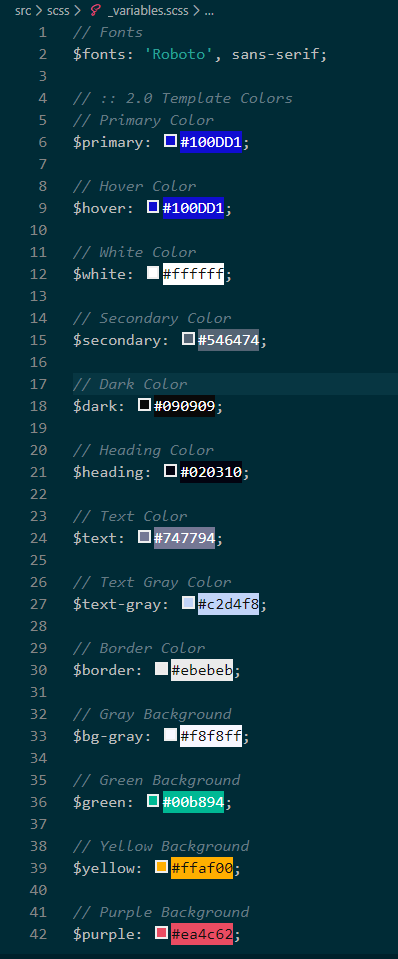 src > scss > _variables.scss > ...
1 // Fonts
2 $fonts: 'Roboto', sans-serif;
3
4 // :: 2.0 Template Colors
5 // Primary Color
6 $primary: #100DD1;
7
8 // Hover Color
9 $hover: #100DD1;
10
11 // White Color
12 $white: #ffffff;
13
14 // Secondary Color
15 $secondary: #546474;
16
17 // Dark Color
18 $dark: #090909;
19
20 // Heading Color
21 $heading: #020310;
22
23 // Text Color
24 $text: #747794;
25
26 // Text Gray Color
27 $text-gray: #c2d4f8;
28
29 // Border Color
30 $border: #ebebeb;
31
32 // Gray Background
33 $bg-gray: #f8f8ff;
34
35 // Green Background
36 $green: #00b894;
37
38 // Yellow Background
39 $yellow: #ffaf00;
40
41 // Purple Background
42 $purple: #ea4c62;